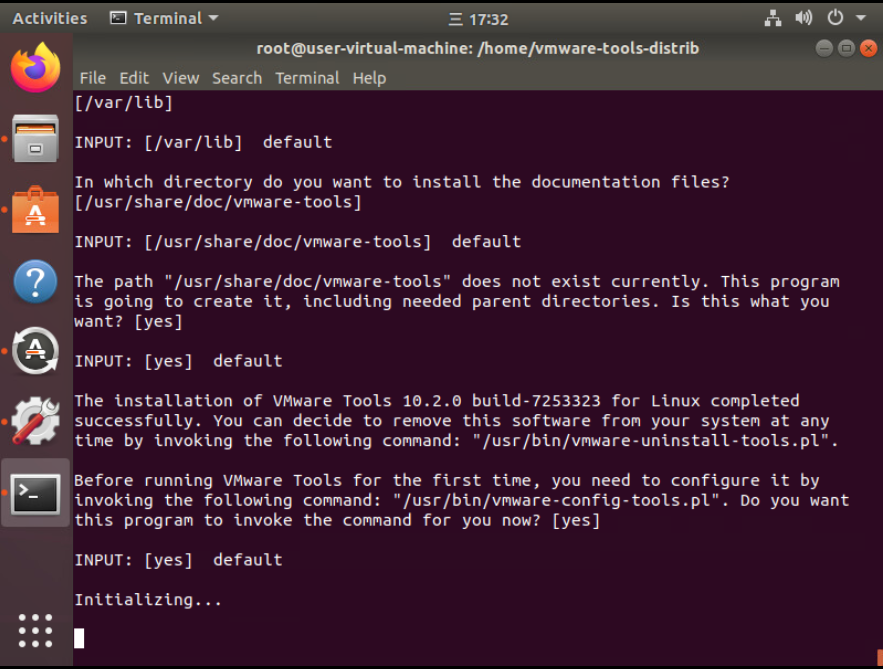 Activities Terminal 三 17:32
root@user-virtual-machine: /home/vmware-tools-distrib
File Edit View Search Terminal Help
[/var/lib]
INPUT: [/var/lib]  default
In which directory do you want to install the documentation files?
[/usr/share/doc/vmware-tools]
INPUT: [/usr/share/doc/vmware-tools]  default
The path "/usr/share/doc/vmware-tools" does not exist currently. This program
is going to create it, including needed parent directories. Is this what you
want? [yes]
INPUT: [yes]  default
The installation of VMware Tools 10.2.0 build-7253323 for Linux completed
successfully. You can decide to remove this software from your system at any
time by invoking the following command: "/usr/bin/vmware-uninstall-tools.pl".
Before running VMware Tools for the first time, you need to configure it by
invoking the following command: "/usr/bin/vmware-config-tools.pl". Do you want
this program to invoke the command for you now? [yes]
INPUT: [yes]  default
Initializing...